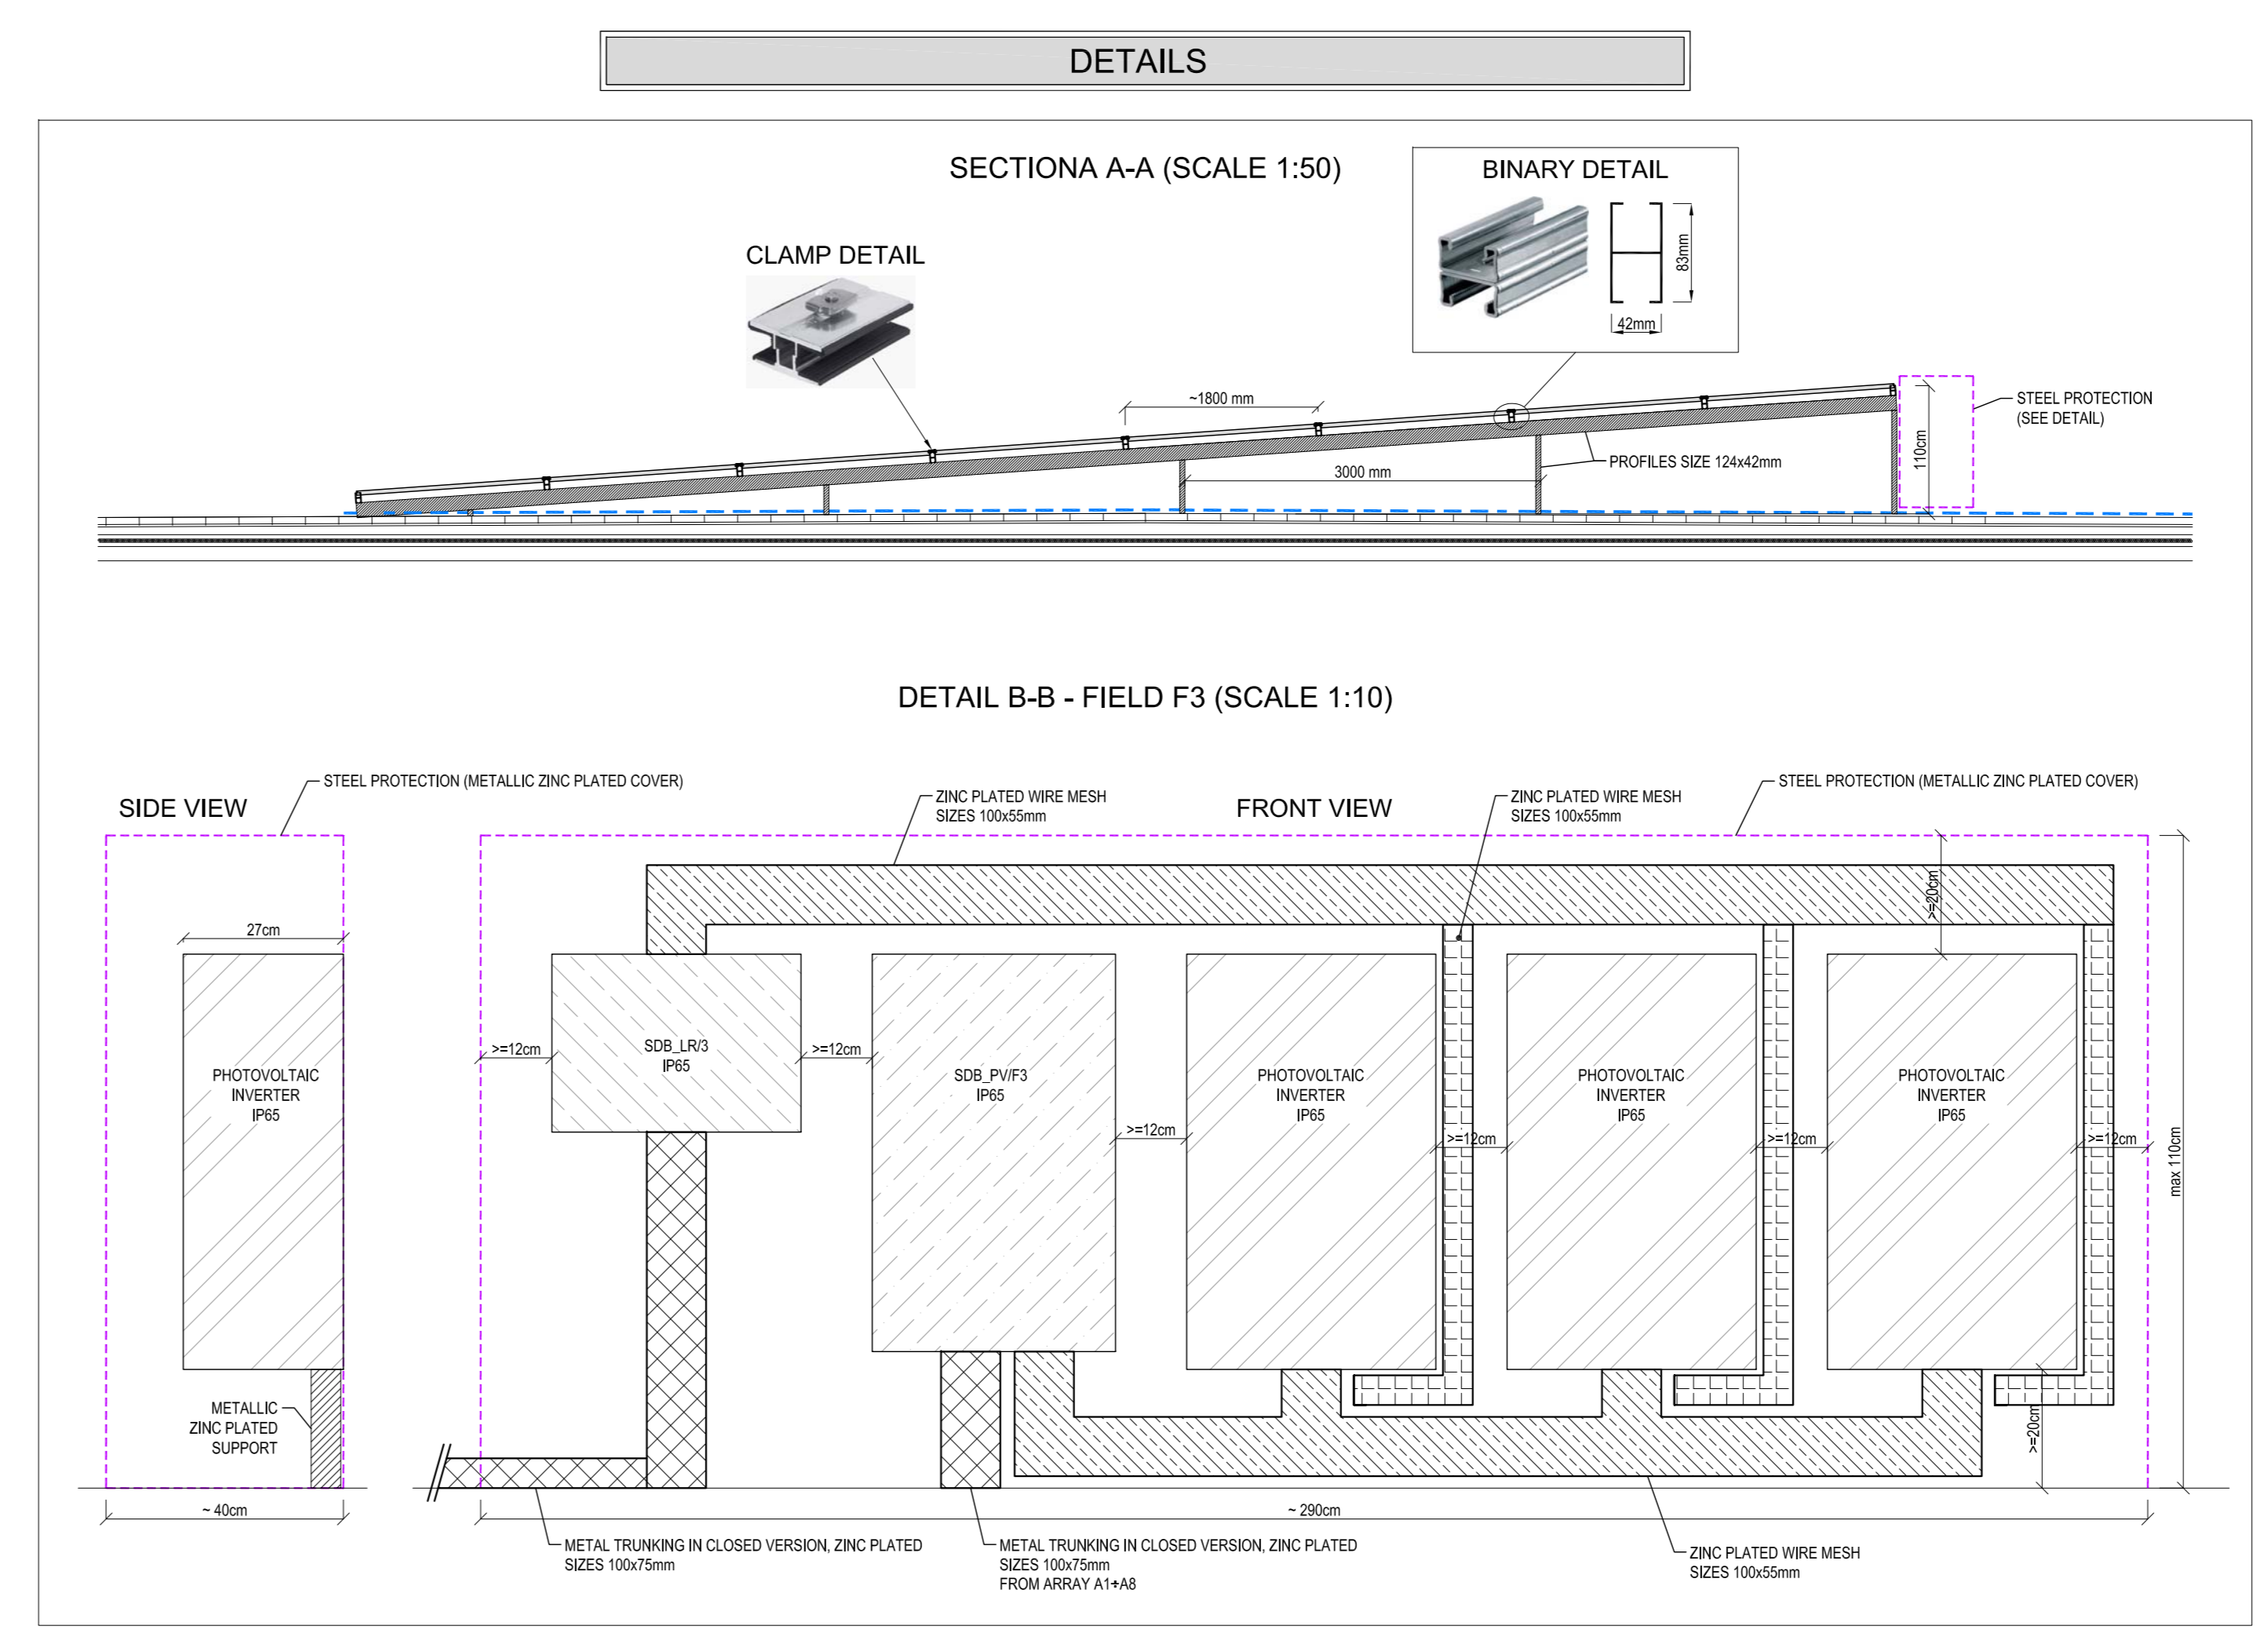 DETAILS
SECTIONA A-A (SCALE 1:50)
BINARY DETAIL
83mm
42mm
CLAMP DETAIL
~1800 mm
STEEL PROTECTION
(SEE DETAIL)
110cm
PROFILES SIZE 124x42mm
3000 mm
DETAIL B-B - FIELD F3 (SCALE 1:10)
STEEL PROTECTION (METALLIC ZINC PLATED COVER)
SIDE VIEW
ZINC PLATED WIRE MESH
SIZES 100x55mm
FRONT VIEW
ZINC PLATED WIRE MESH
SIZES 100x55mm
STEEL PROTECTION (METALLIC ZINC PLATED COVER)
27cm
>=20cm
PHOTOVOLTAIC
INVERTER
IP65
>=12cm
SDB_LR/3
IP65
>=12cm
SDB_PV/F3
IP65
>=12cm
PHOTOVOLTAIC
INVERTER
IP65
>=12cm
PHOTOVOLTAIC
INVERTER
IP65
>=12cm
PHOTOVOLTAIC
INVERTER
IP65
>=12cm
max 110cm
METALLIC
ZINC PLATED
SUPPORT
>=20cm
~ 40cm
~ 290cm
METAL TRUNKING IN CLOSED VERSION, ZINC PLATED
SIZES 100x75mm
METAL TRUNKING IN CLOSED VERSION, ZINC PLATED
SIZES 100x75mm
FROM ARRAY A1÷A8
ZINC PLATED WIRE MESH
SIZES 100x55mm